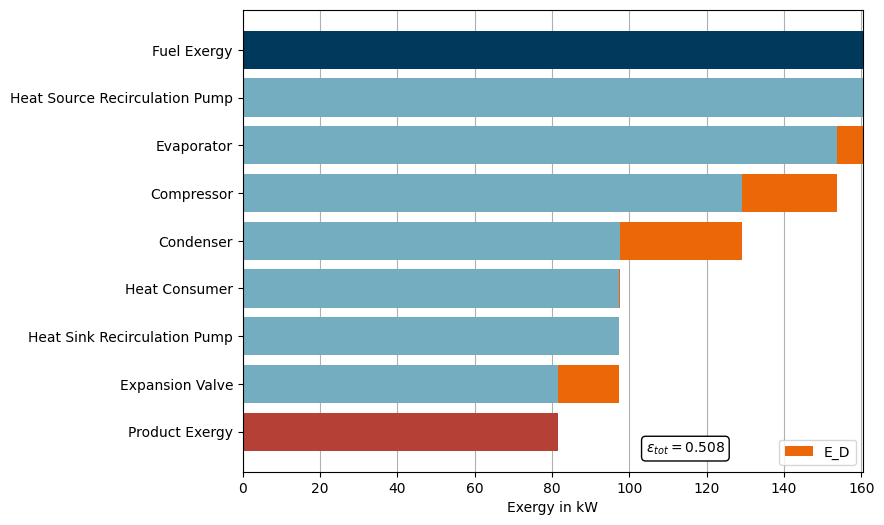 Fuel Exergy
Heat Source Recirculation Pump
Evaporator
Compressor
Condenser
Heat Consumer
Heat Sink Recirculation Pump
Expansion Valve
Product Exergy
ε_tot = 0.508
E_D
0 20 40 60 80 100 120 140 160
Exergy in kW